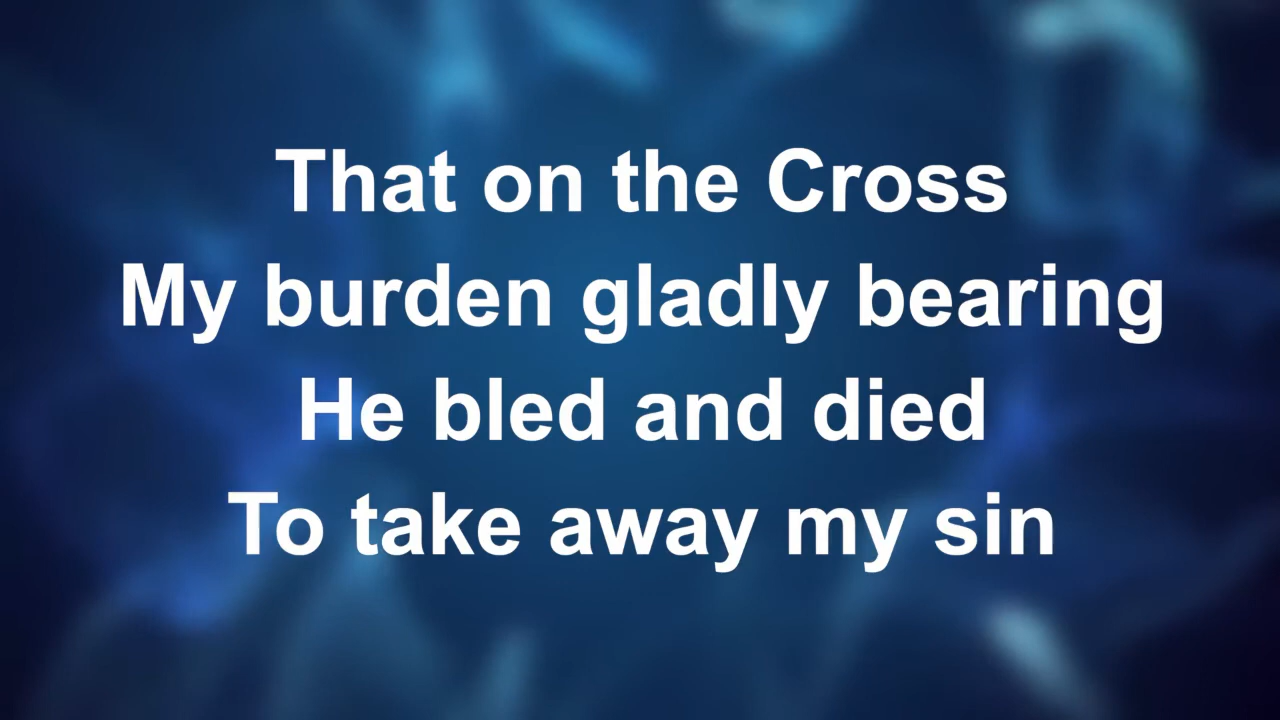 That on the Cross
My burden gladly bearing
He bled and died
To take away my sin